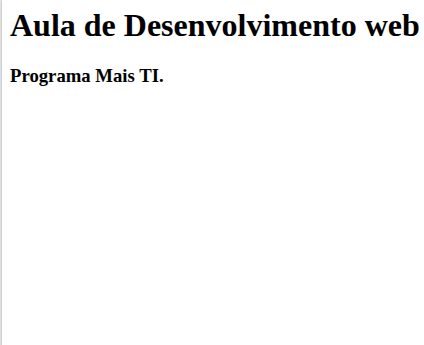 Aula de Desenvolvimento web
Programa Mais TI.